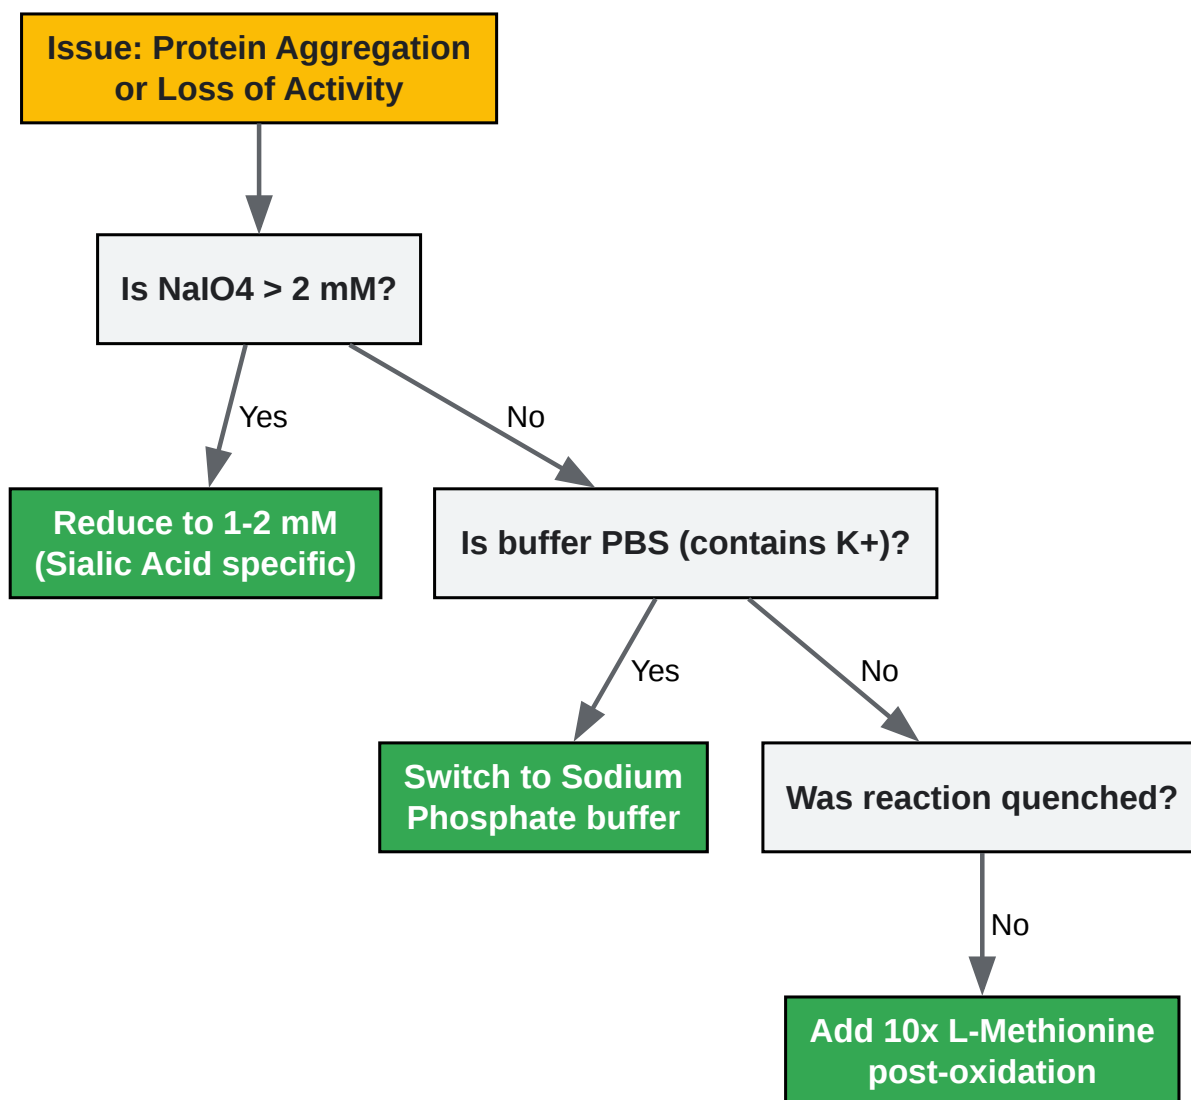 Issue: Protein Aggregation
or Loss of Activity
Is NaIO4 > 2 mM?
Yes
No
Reduce to 1-2 mM
(Sialic Acid specific)
Is buffer PBS (contains K+)?
Yes
No
Switch to Sodium
Phosphate buffer
Was reaction quenched?
No
Add 10x L-Methionine
post-oxidation